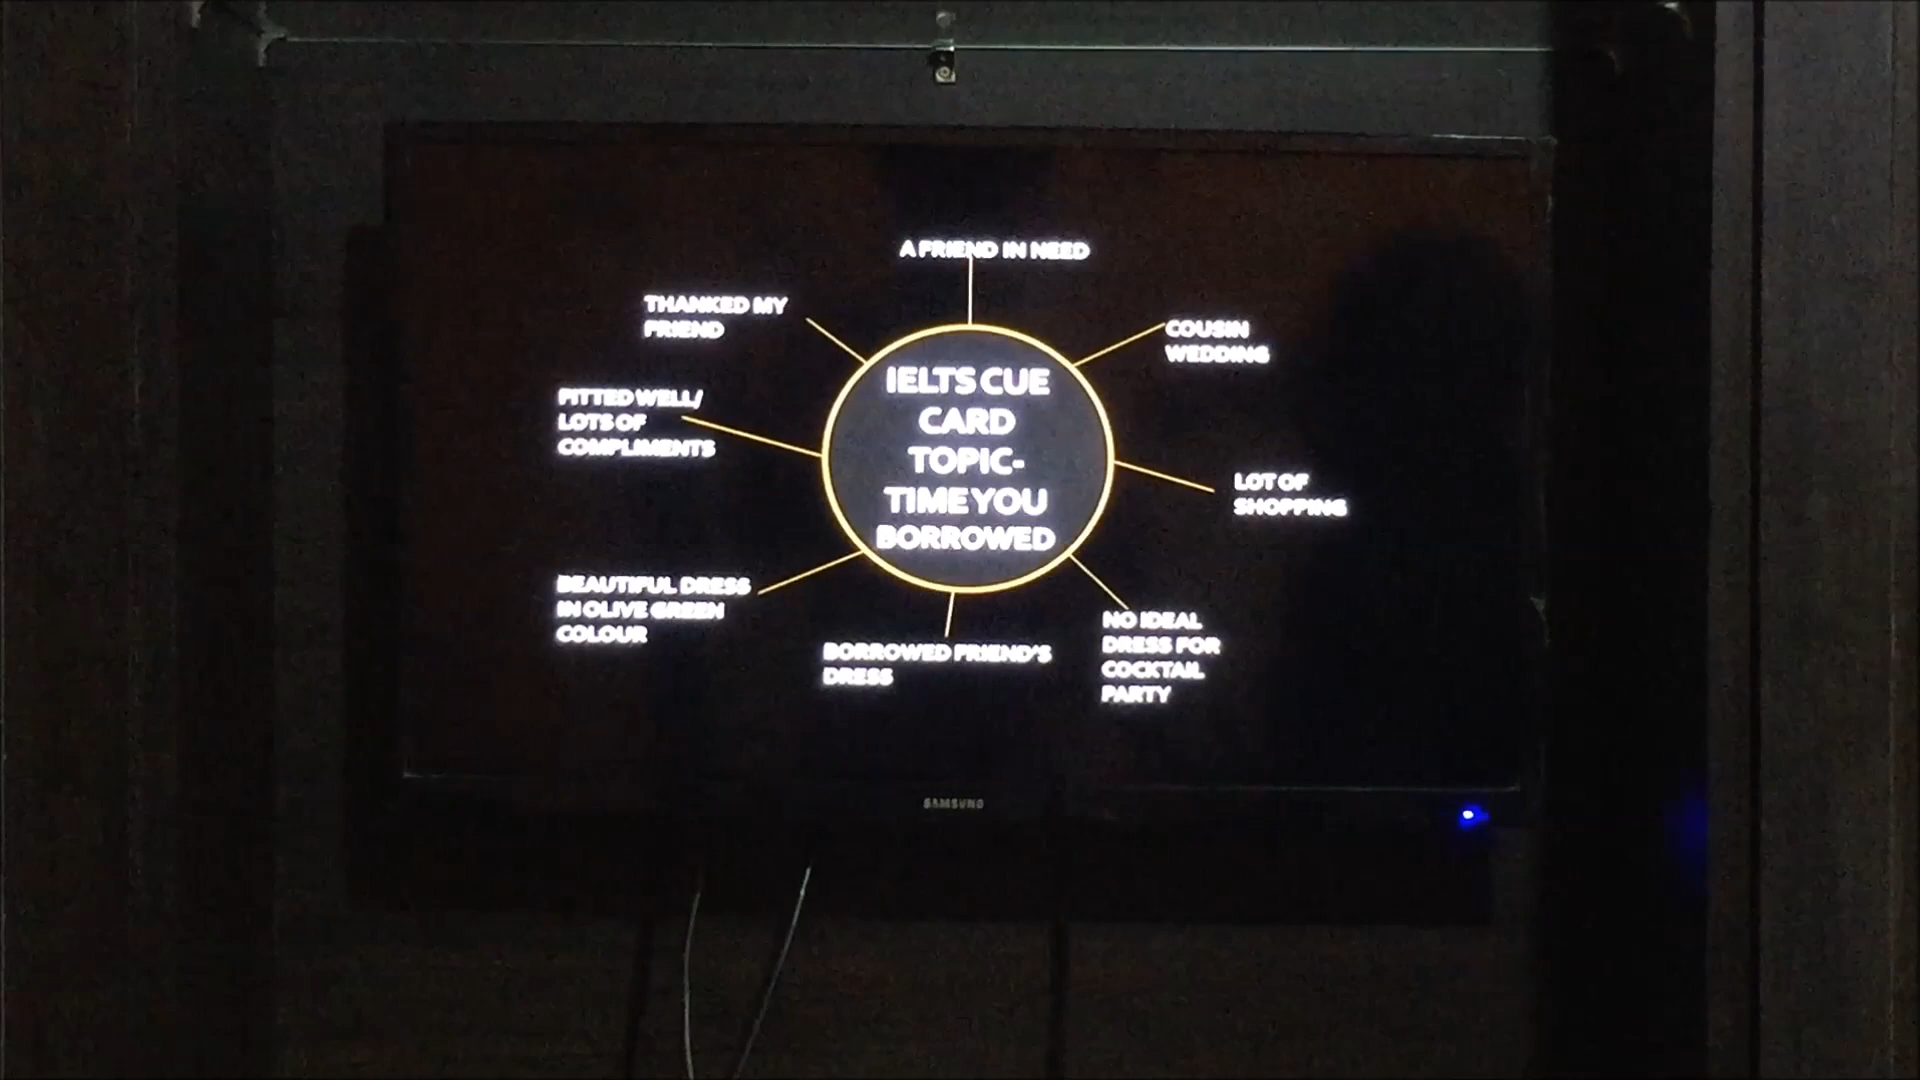 A FRIEND IN NEED
THANKED MY
FRIEND
COUSIN
WEDDING
FITTED WELL/
LOTS OF
COMPLIMENTS
IELTS CUE
CARD
TOPIC-
TIME YOU
BORROWED
LOT OF
SHOPPING
BEAUTIFUL DRESS
IN OLIVE GREEN
COLOUR
BORROWED FRIEND'S
DRESS
NO IDEAL
DRESS FOR
COCKTAIL
PARTY
SAMSUNG